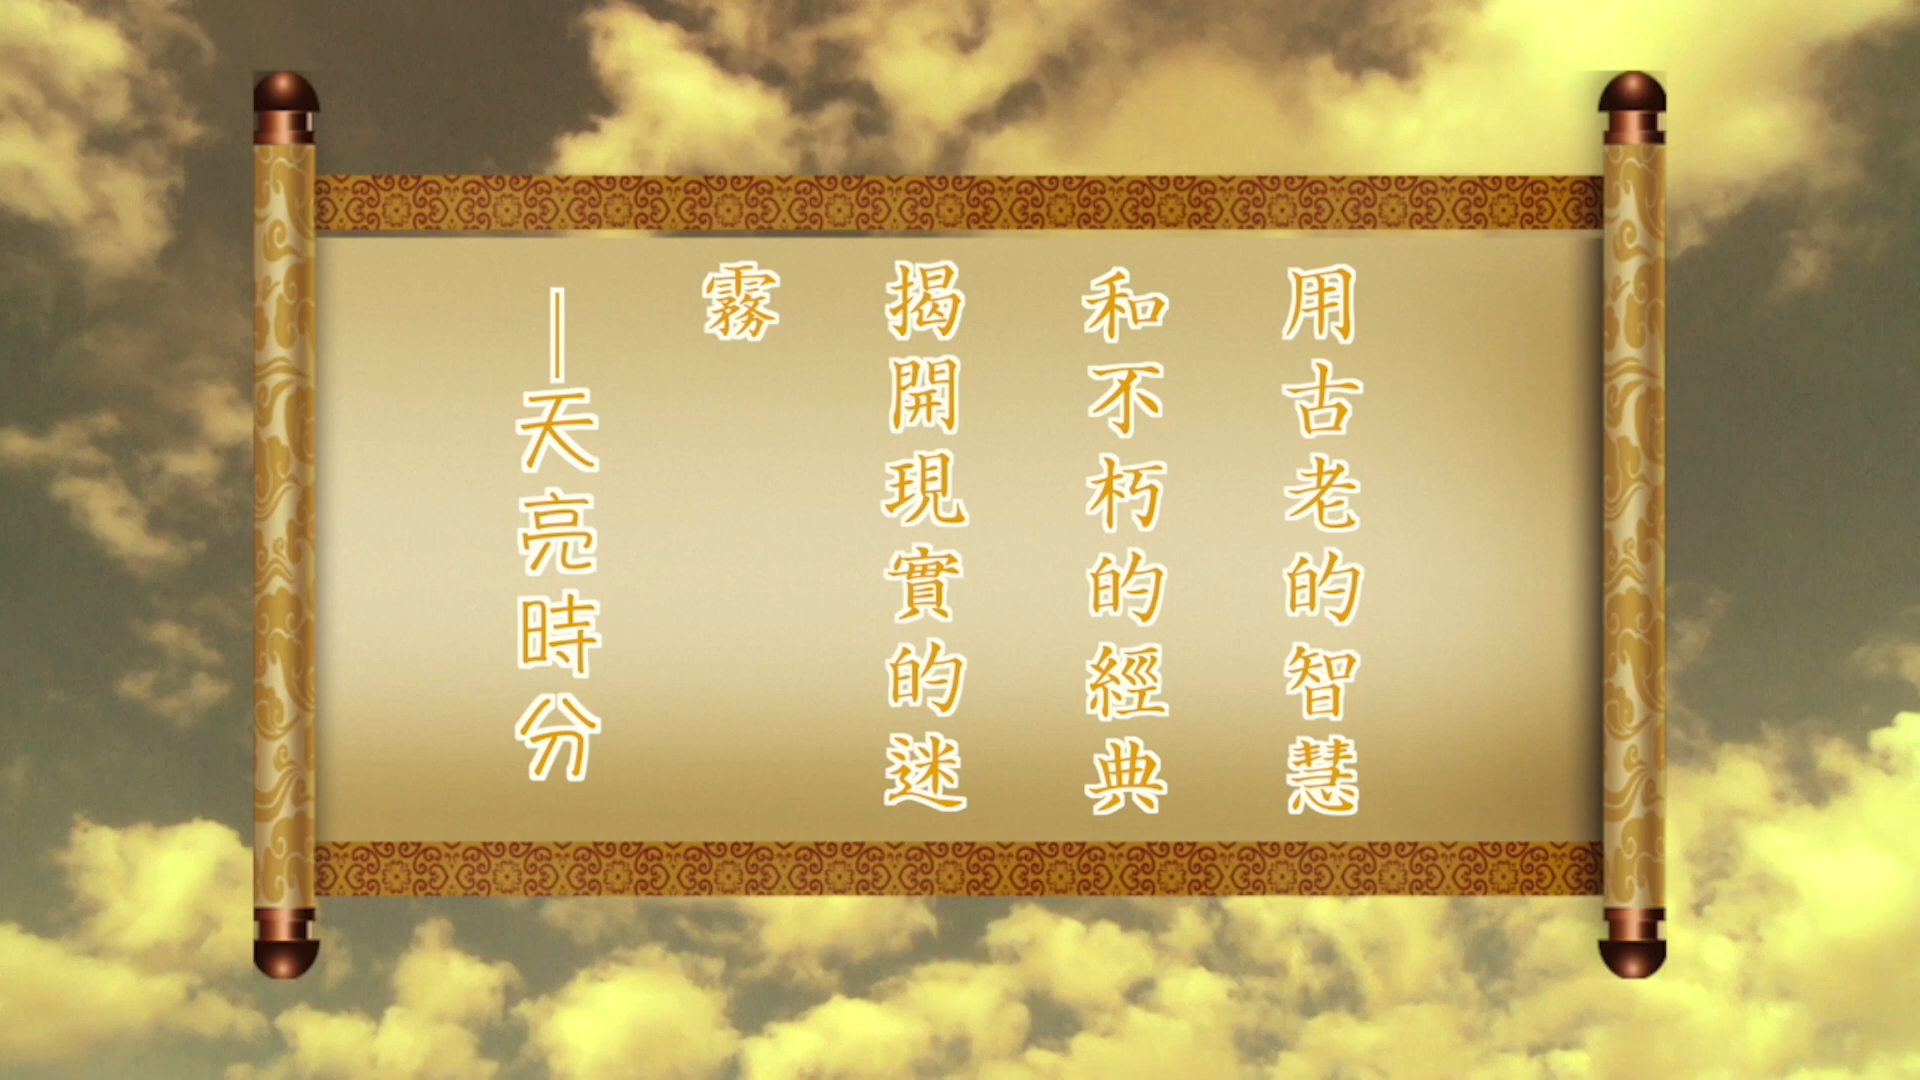 用古老的智慧
和不朽的經典
揭開現實的迷
霧
—天亮時分